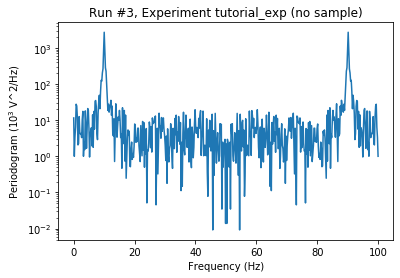 Run #3, Experiment tutorial_exp (no sample)
Periodogram (10³ V^2/Hz)
10³
10²
10¹
10⁰
10⁻¹
10⁻²
0 20 40 60 80 100
Frequency (Hz)